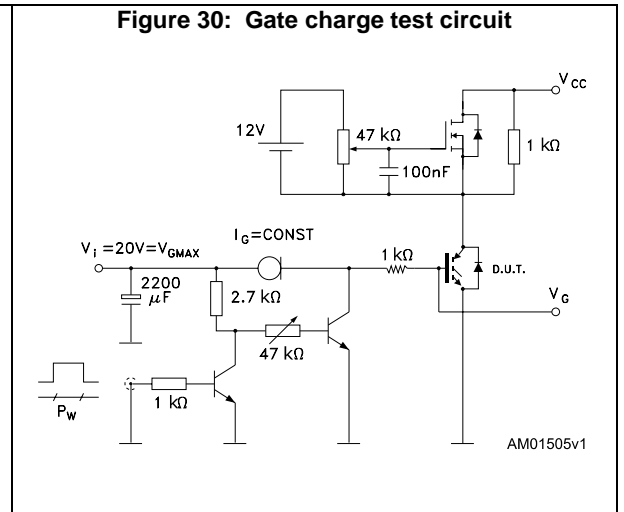 Figure 30: Gate charge test circuit
V CC
12V
47 kΩ
1 kΩ
100nF
I G =CONST
V i =20V=V GMAX
1 kΩ
D.U.T.
2200
μF
2.7 kΩ
V G
47 kΩ
1 kΩ
P W
AM01505v1